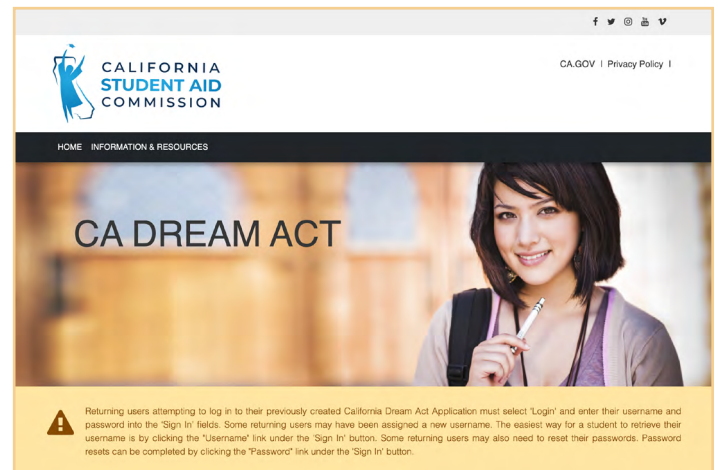 CA.GOV | Privacy Policy |
CALIFORNIA
STUDENT AID
COMMISSION
HOME INFORMATION & RESOURCES
CA DREAM ACT
Returning users attempting to log in to their previously created California Dream Act Application must select 'Login' and enter their username and
password into the 'Sign In' fields. Some returning users may have been assigned a new username. The easiest way for a student to retrieve their
username is by clicking the "Username" link under the 'Sign In' button. Some returning users may also need to reset their passwords. Password
resets can be completed by clicking the "Password" link under the 'Sign In' button.